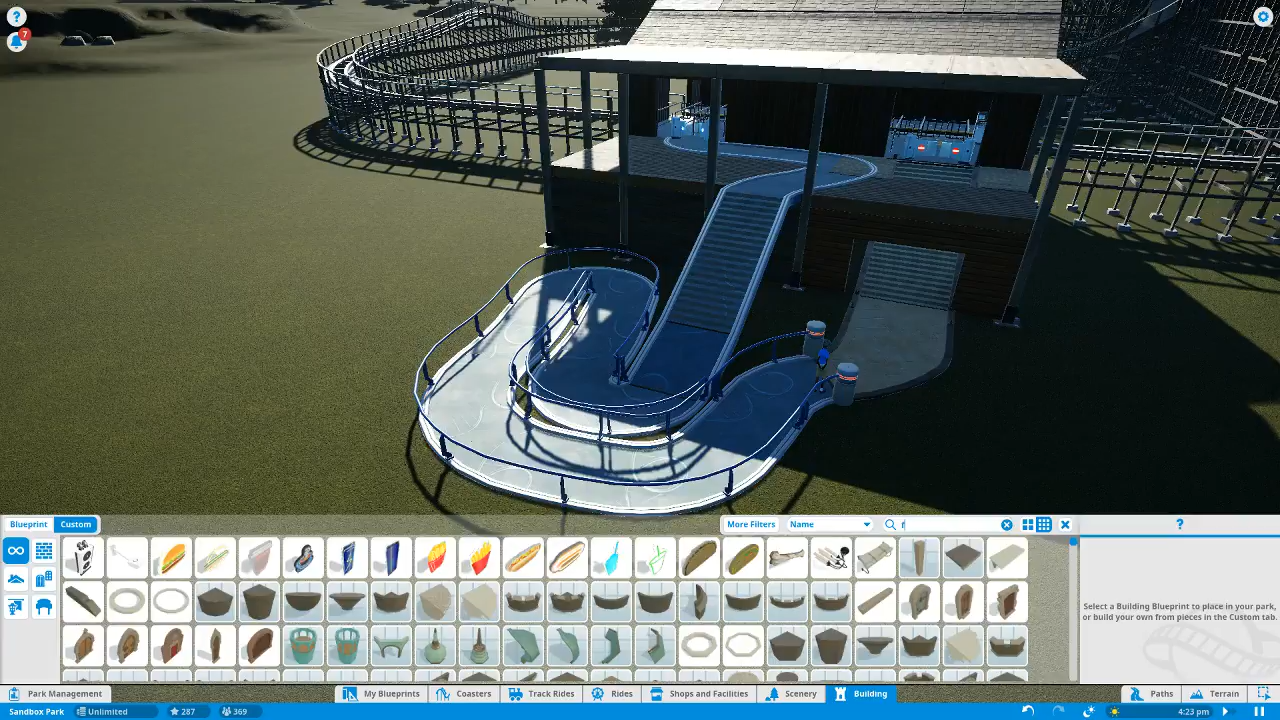 ?
7
Blueprint
Custom
More Filters
Name
r
?
Select a Building Blueprint to place in your park,
or build your own from pieces in the Custom tab.
Park Management
My Blueprints
Coasters
Track Rides
Rides
Shops and Facilities
Scenery
Building
Paths
Terrain
Sandbox Park
Unlimited
287
369
4:23 pm